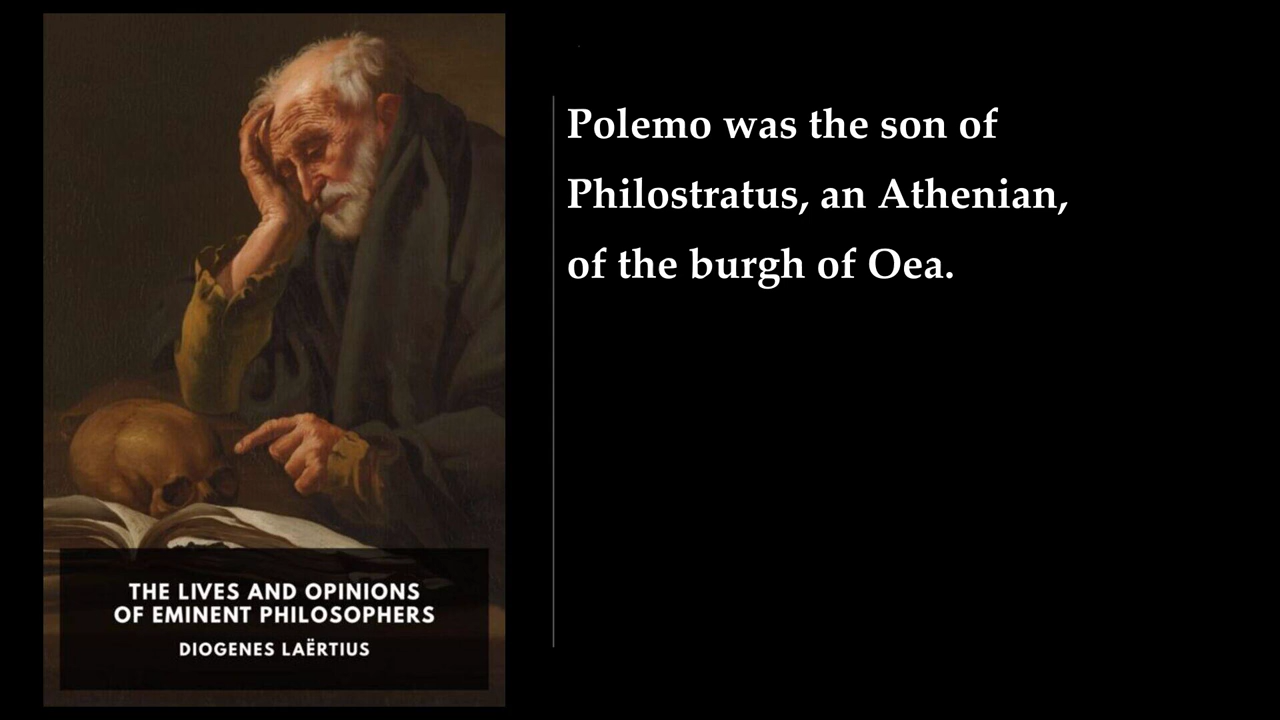 THE LIVES AND OPINIONS
OF EMINENT PHILOSOPHERS
DIOGENES LAËRTIUS
Polemo was the son of
Philostratus, an Athenian,
of the burgh of Oea.